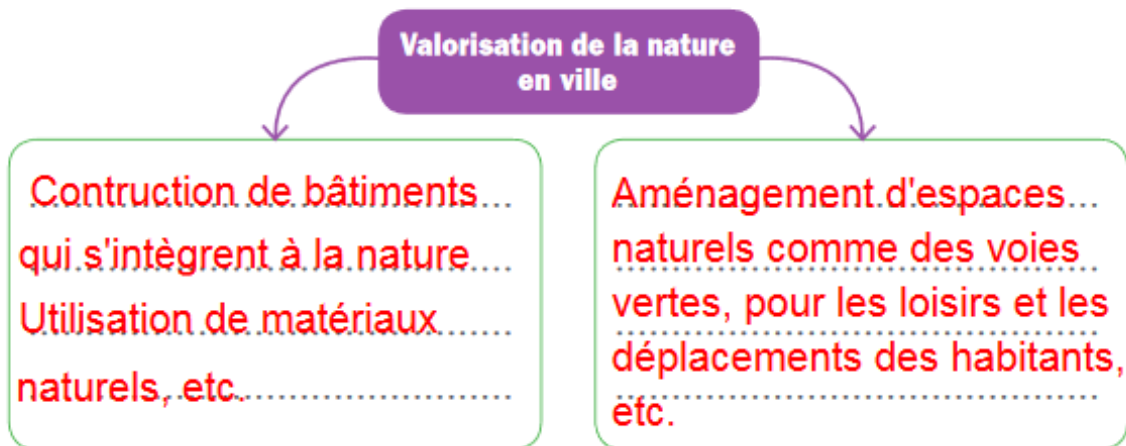 Valorisation de la nature
en ville
Contruction de bâtiments
qui s'intègrent à la nature
Utilisation de matériaux
naturels, etc.
Aménagement d'espaces
naturels comme des voies
vertes, pour les loisirs et les
déplacements des habitants,
etc.